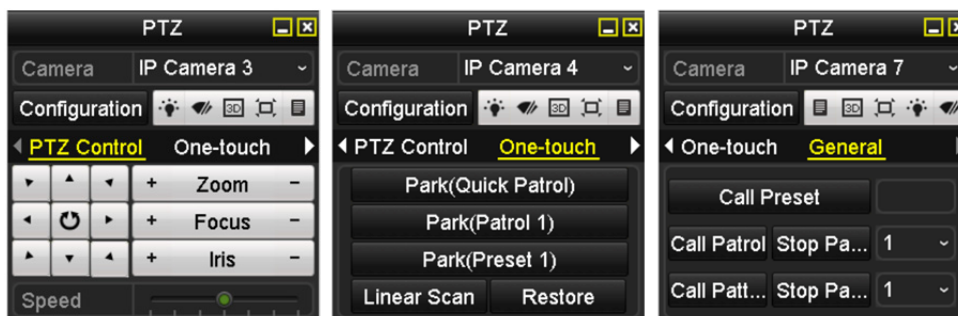 PTZ
Camera IP Camera 3
Configuration 3D
PTZ Control One-touch
+ Zoom -
+ Focus -
+ Iris -
Speed
PTZ
Camera IP Camera 4
Configuration 3D
PTZ Control One-touch
Park(Quick Patrol)
Park(Patrol 1)
Park(Preset 1)
Linear Scan Restore
PTZ
Camera IP Camera 7
Configuration 3D
One-touch General
Call Preset
Call Patrol Stop Pa... 1
Call Patt... Stop Pa... 1